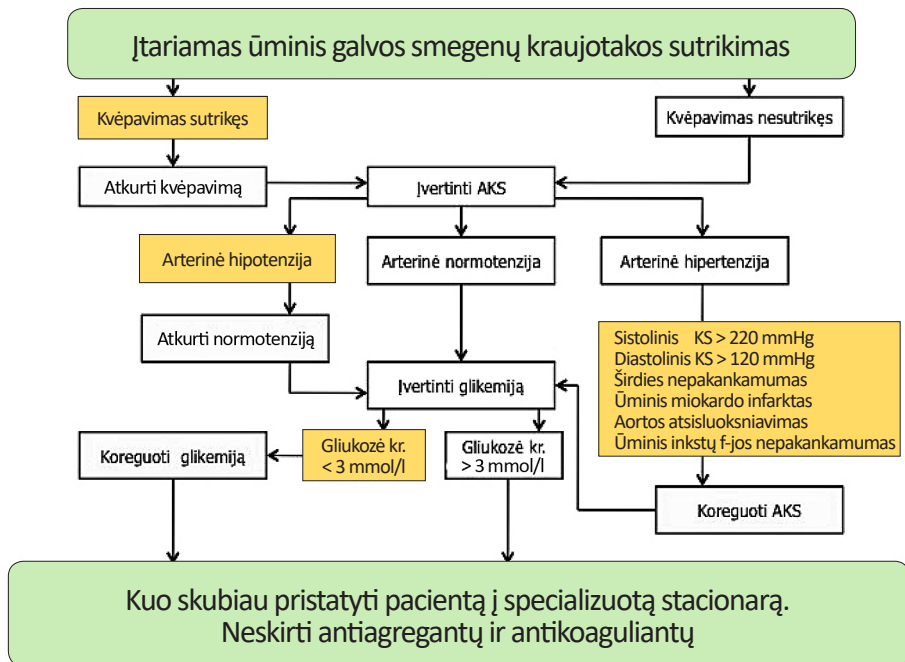 Įtariamas ūminis galvos smegenų kraujotakos sutrikimas
Kvėpavimas sutrikęs
Kvėpavimas nesutrikęs
Atkurti kvėpavimą
Įvertinti AKS
Arterinė hipotenzija
Arterinė normotenzija
Arterinė hipertenzija
Atkurti normotenziją
Sistolinis KS > 220 mmHg
Diastolinis KS > 120 mmHg
Širdies nepakankamumas
Ūminis miokardo infarktas
Aortos atsisluoksniavimas
Ūminis inkstų f-jos nepakankamumas
Įvertinti glikemiją
Koreguoti glikemiją
Gliukozė kr.
< 3 mmol/l
Gliukozė kr.
> 3 mmol/l
Koreguoti AKS
Kuo skubiau pristatyti pacientą į specializuotą stacionarą.
Neskirti antiagregantų ir antikoaguliantų